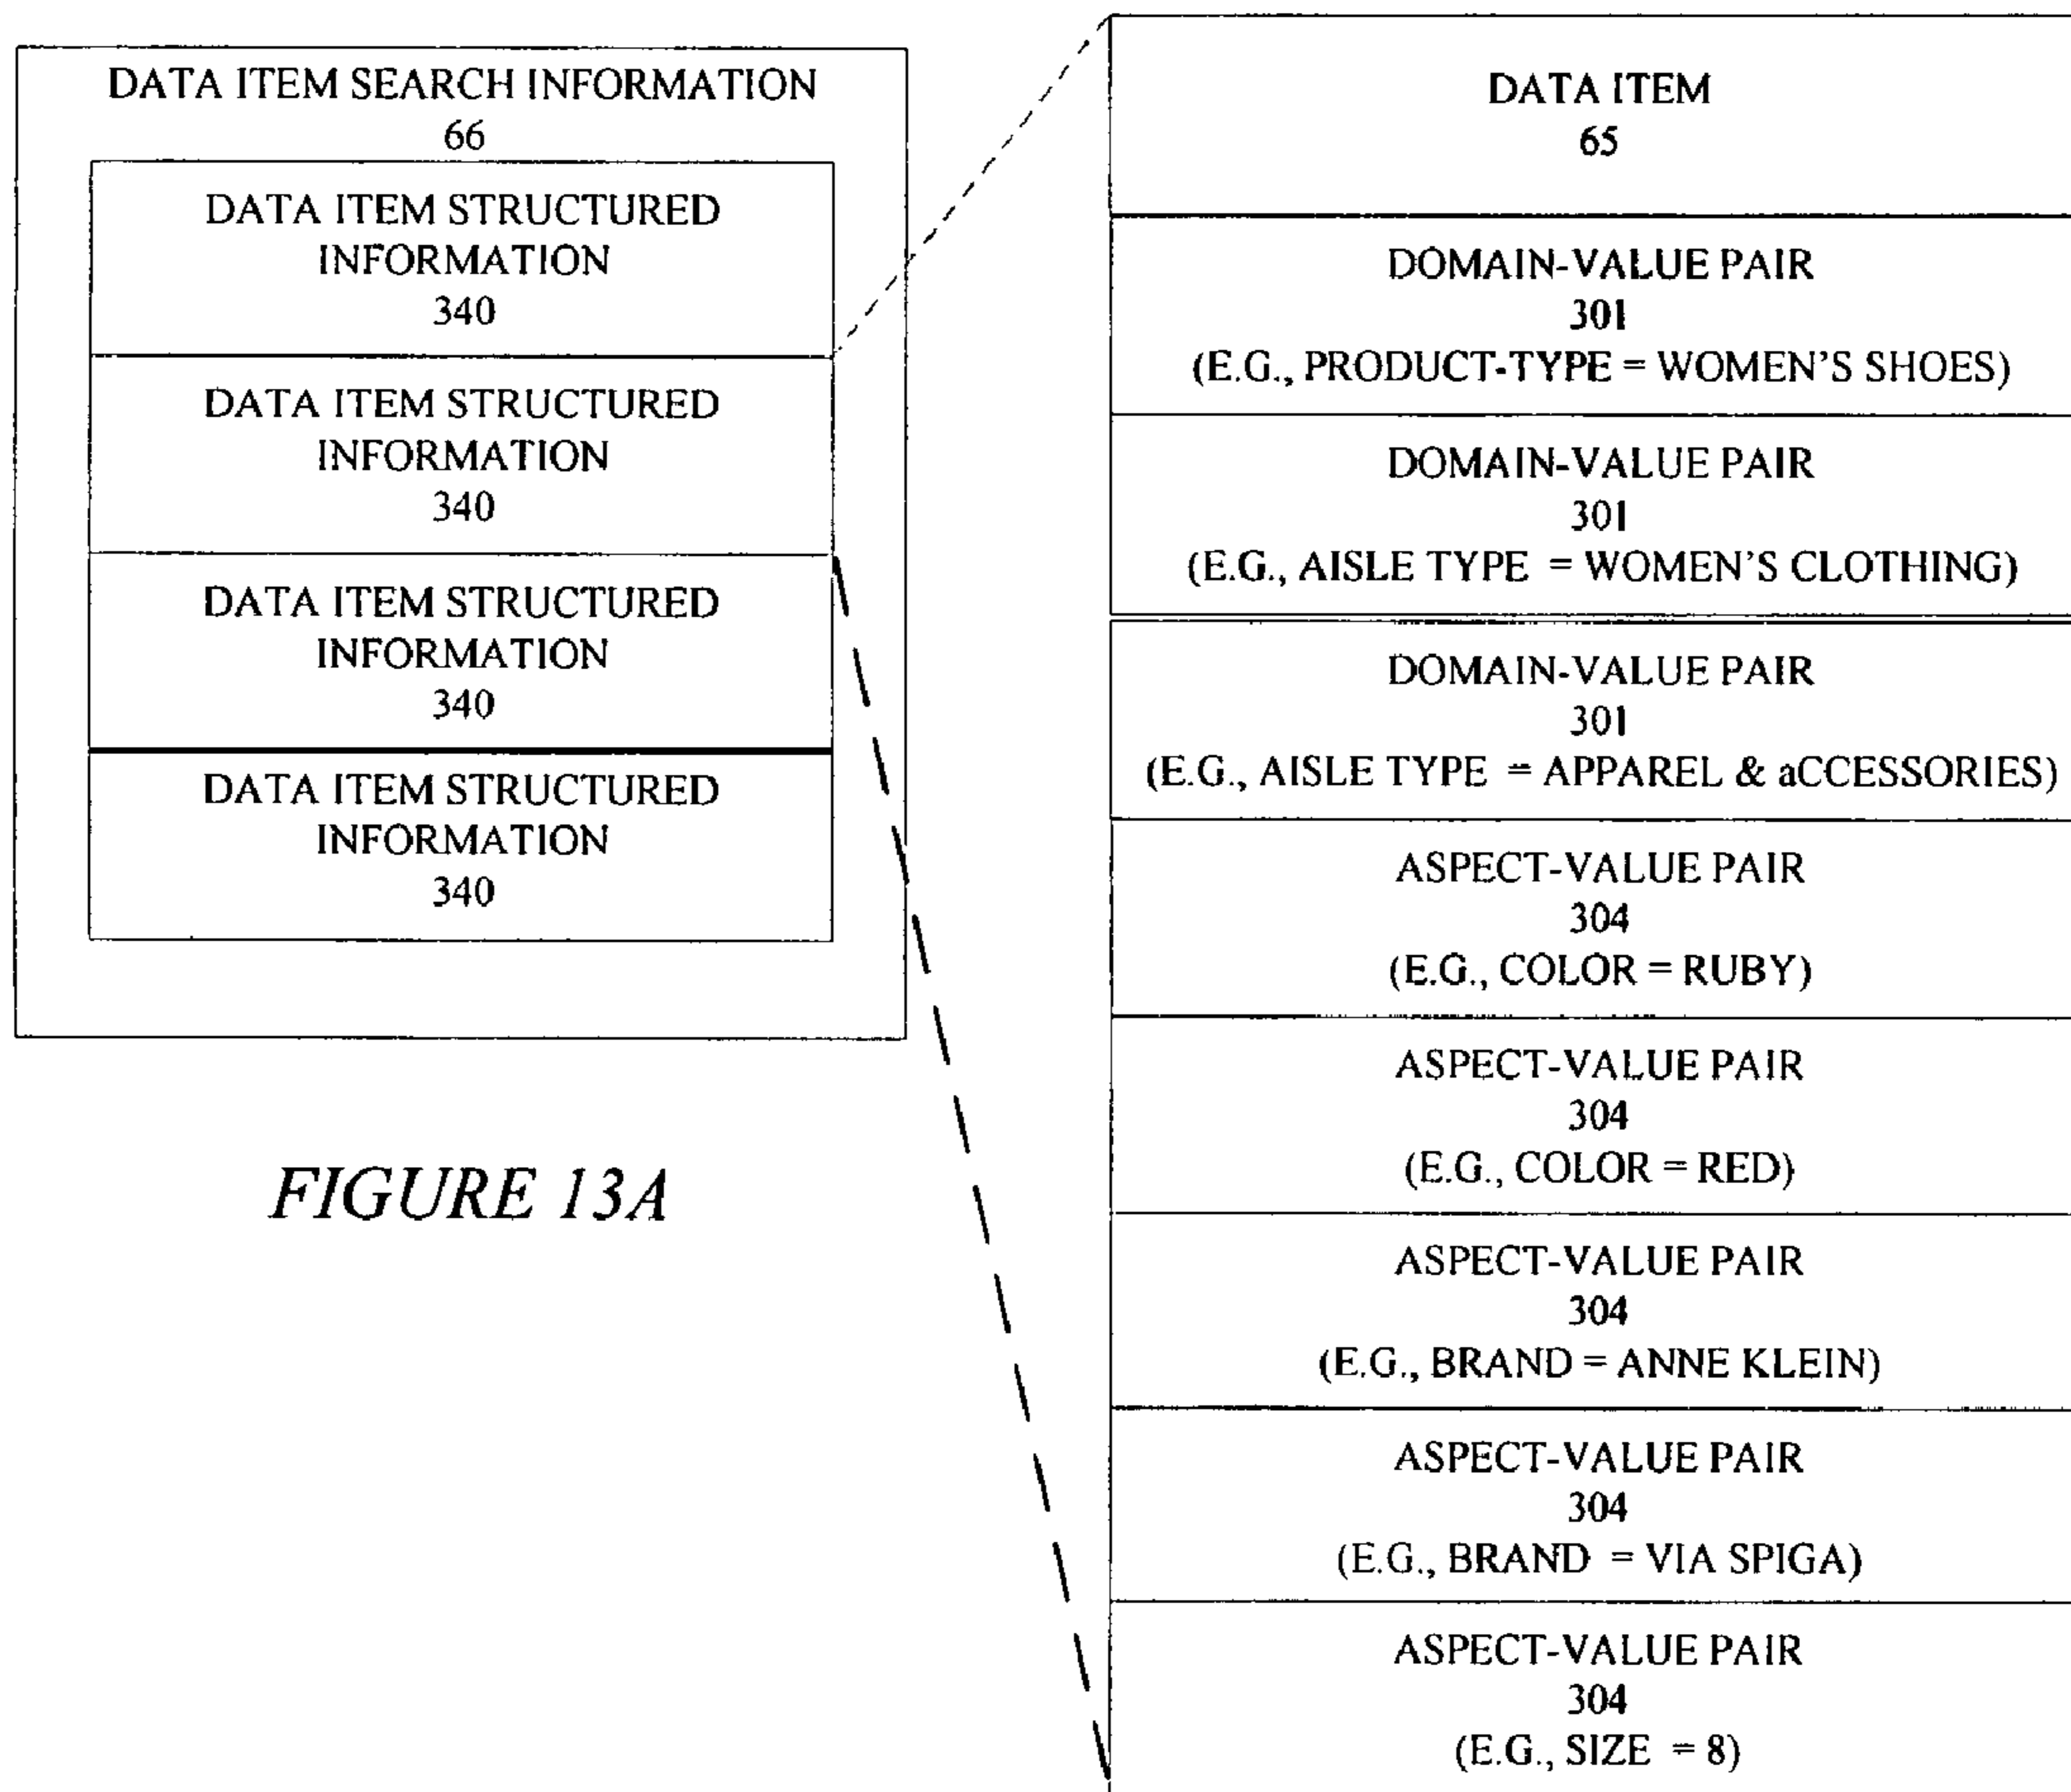 DATA ITEM SEARCH INFORMATION
66
DATA ITEM STRUCTURED
INFORMATION
340
DATA ITEM STRUCTURED
INFORMATION
340
DATA ITEM STRUCTURED
INFORMATION
340
DATA ITEM STRUCTURED
INFORMATION
340
FIGURE 13A
DATA ITEM
65
DOMAIN-VALUE PAIR
301
(E.G., PRODUCT-TYPE = WOMEN'S SHOES)
DOMAIN-VALUE PAIR
301
(E.G., AISLE TYPE = WOMEN'S CLOTHING)
DOMAIN-VALUE PAIR
301
(E.G., AISLE TYPE = APPAREL & aCCESSORIES)
ASPECT-VALUE PAIR
304
(E.G., COLOR = RUBY)
ASPECT-VALUE PAIR
304
(E.G., COLOR = RED)
ASPECT-VALUE PAIR
304
(E.G., BRAND = ANNE KLEIN)
ASPECT-VALUE PAIR
304
(E.G., BRAND = VIA SPIGA)
ASPECT-VALUE PAIR
304
(E.G., SIZE = 8)